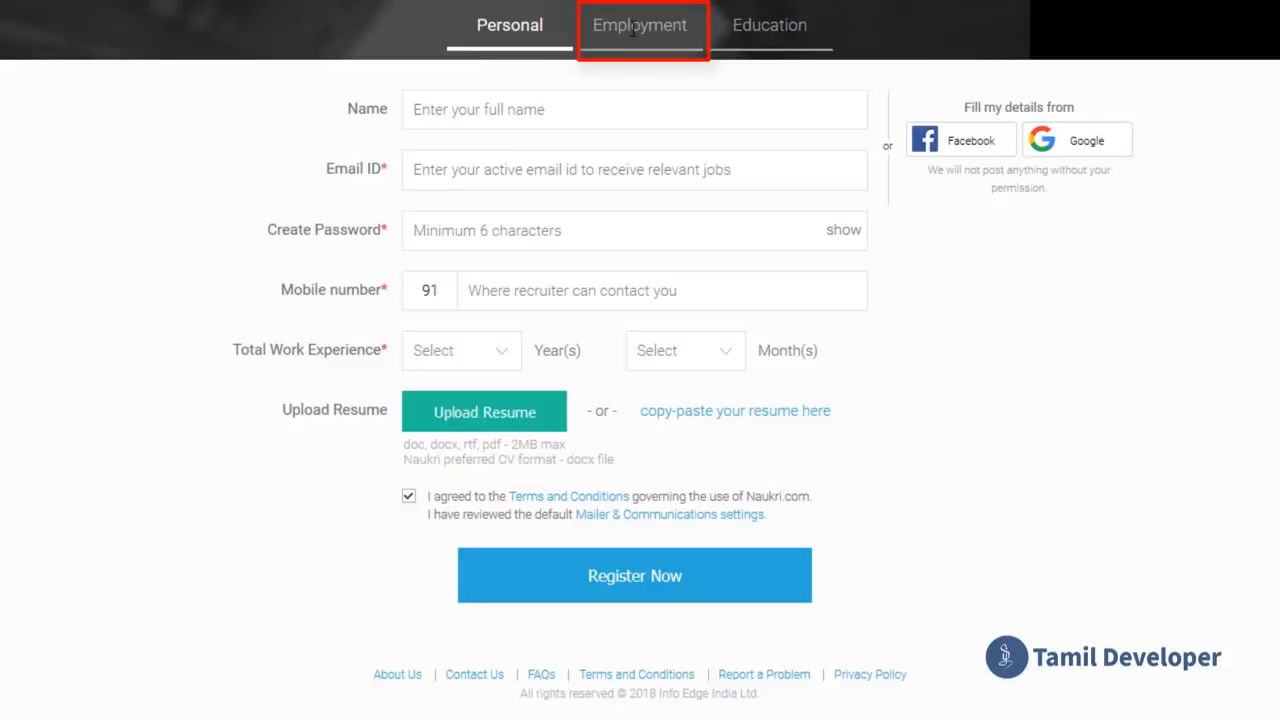 Personal Employment Education
Name Enter your full name
Fill my details from
or Facebook Google
We will not post anything without your
permission.
Email ID* Enter your active email id to receive relevant jobs
Create Password* Minimum 6 characters show
Mobile number* 91 Where recruiter can contact you
Total Work Experience* Select Year(s) Select Month(s)
Upload Resume Upload Resume - or - copy-paste your resume here
doc, docx, rtf, pdf - 2MB max
Naukri preferred CV format - docx file
I agreed to the Terms and Conditions governing the use of Naukri.com.
I have reviewed the default Mailer & Communications settings.
Register Now
Tamil Developer
About Us | Contact Us | FAQs | Terms and Conditions | Report a Problem | Privacy Policy
All rights reserved © 2018 Info Edge India Ltd.